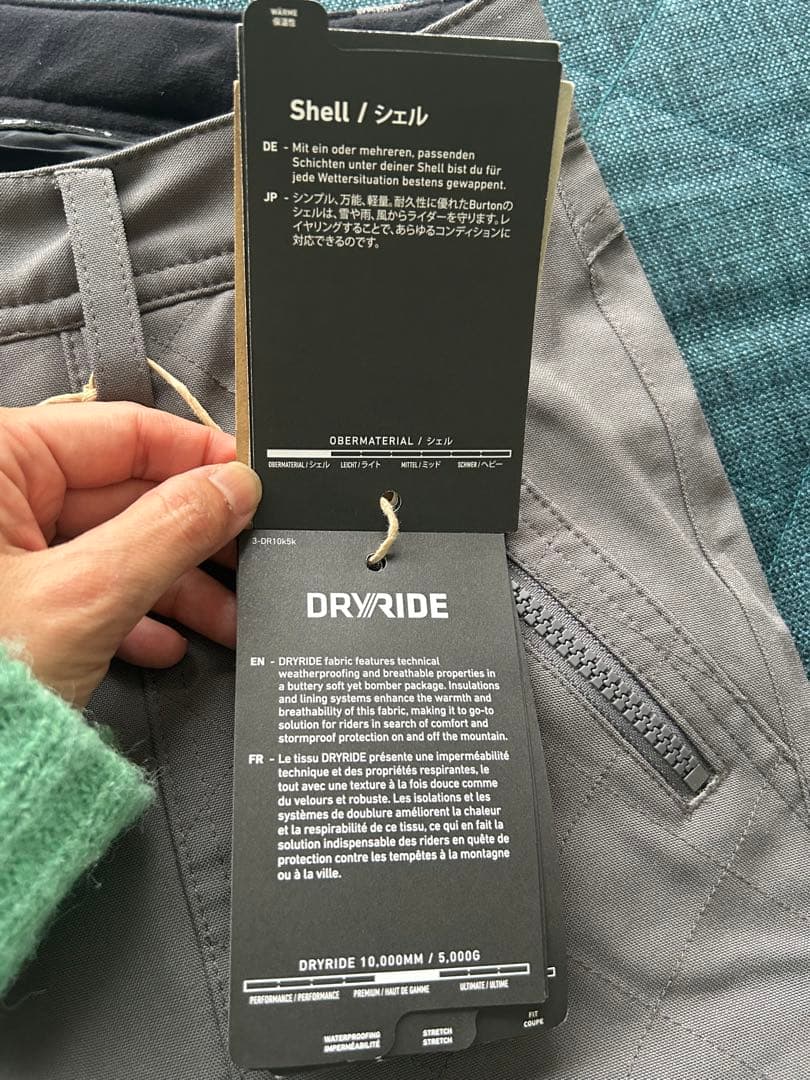 WÄRME
保温性
Shell / シェル
DE - Mit ein oder mehreren, passenden
Schichten unter deiner Shell bist du für
jede Wettersituation bestens gewappnet.
JP - シンプル、万能、軽量。耐久性に優れたBurtonの
シェルは、雪や雨、風からライダーを守ります。レ
イヤリングすることで、あらゆるコンディションに
対応できるのです。
OBERMATERIAL / シェル
OBERMATERIAL / シェル LEICHT / ライト MITTEL / ミッド SCHWER / ヘビー
3-DR10k5k
DRYRIDE
EN - DRYRIDE fabric features technical
weatherproofing and breathable properties in
a buttery soft yet bomber package. Insulations
and lining systems enhance the warmth and
breathability of this fabric, making it to go-to
solution for riders in search of comfort and
stormproof protection on and off the mountain.
FR - Le tissu DRYRIDE présente une imperméabilité
technique et des propriétés respirantes, le
tout avec une texture à la fois douce comme
du velours et robuste. Les isolations et les
systèmes de doublure améliorent la chaleur
et la respirabilité de ce tissu, ce qui en fait la
solution indispensable des riders en quête de
protection contre les tempêtes à la montagne
ou à la ville.
DRYRIDE 10,000MM / 5,000G
PERFORMANCE / PERFORMANCE PREMIUM / HAUT DE GAMME ULTIMATE / ULTIME
WATERPROOFING
IMPERMÉABILITÉ
STRETCH
STRETCH
FIT
COUPE